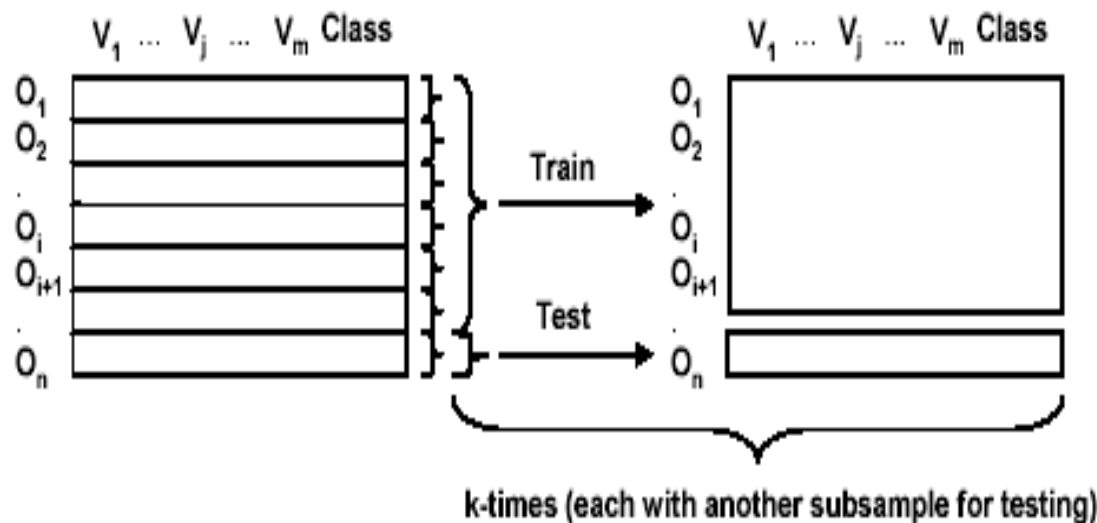 V1 ... Vj ... Vm Class
O1
O2
.
Oi
Oi+1
.
On
Train
Test
V1 ... Vj ... Vm Class
O1
O2
.
Oi
Oi+1
.
On
k-times (each with another subsample for testing)